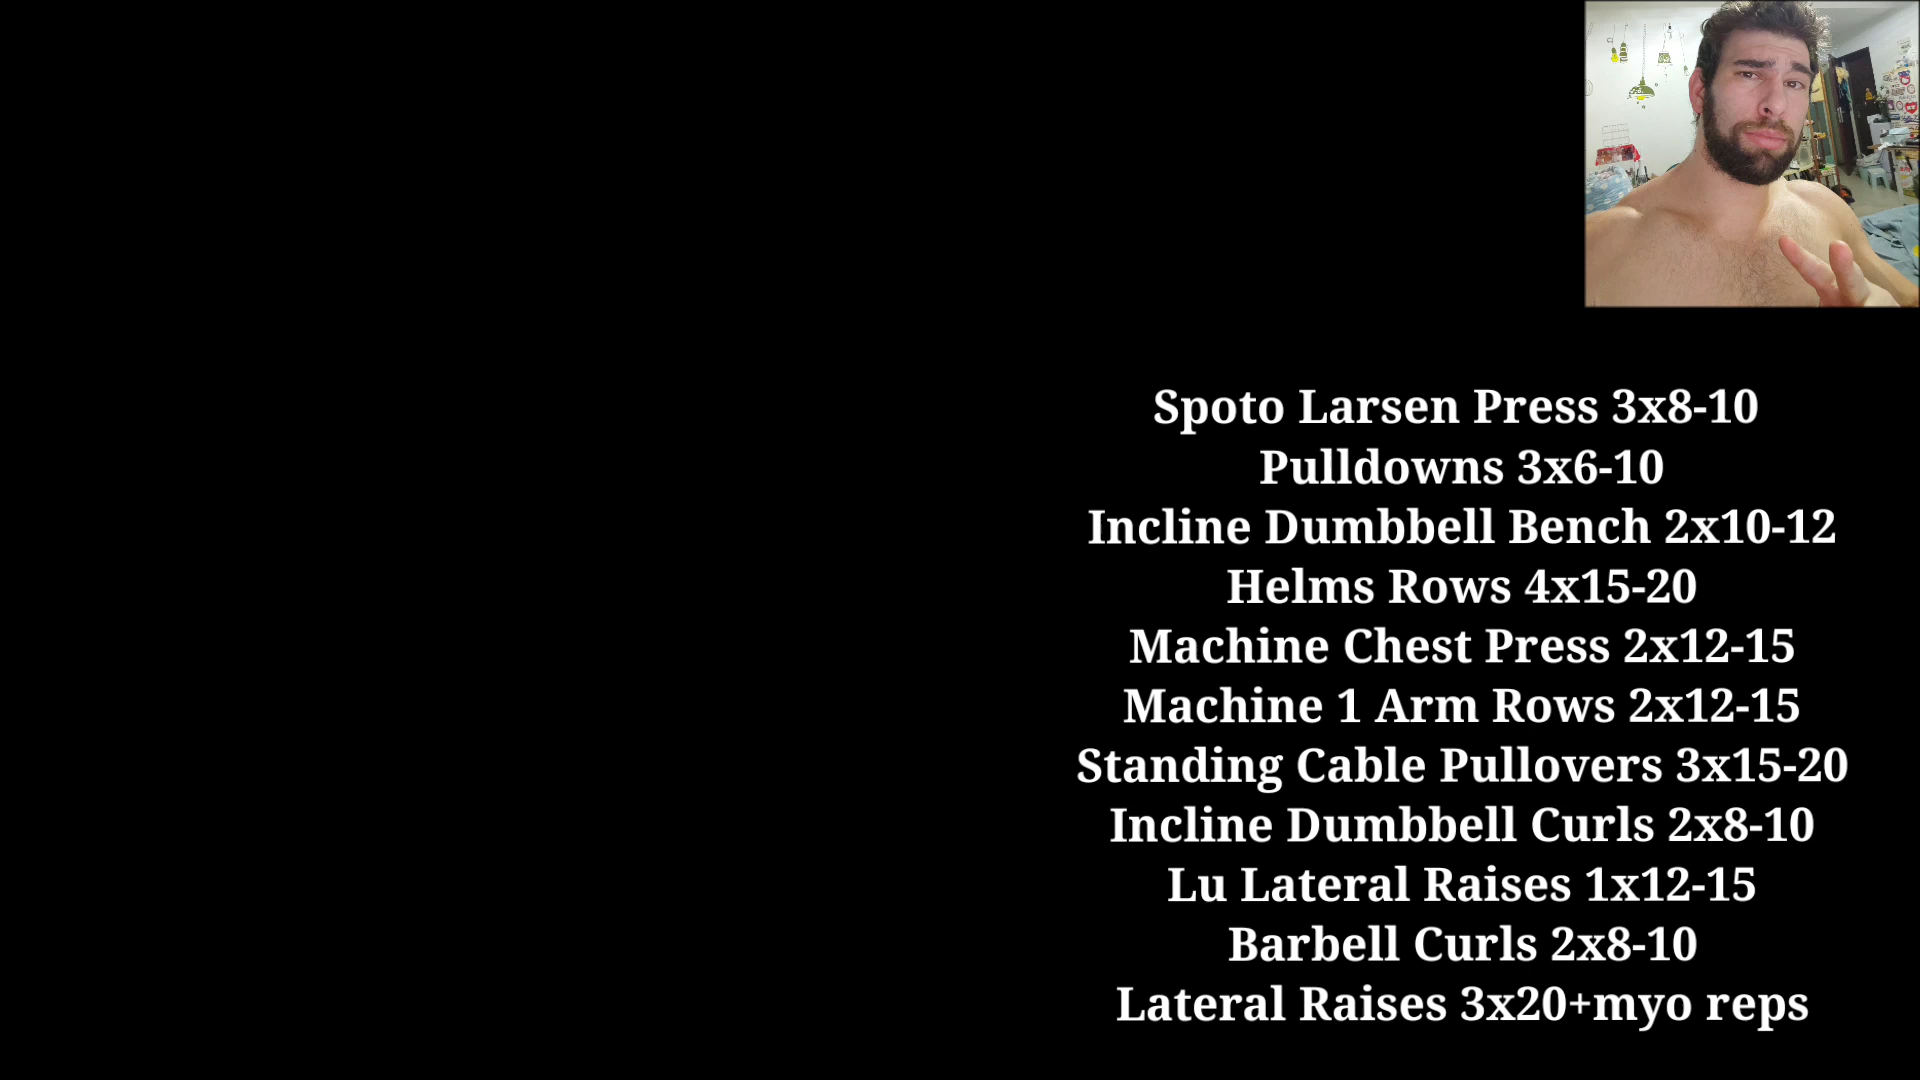 Spoto Larsen Press 3x8-10
Pulldowns 3x6-10
Incline Dumbbell Bench 2x10-12
Helms Rows 4x15-20
Machine Chest Press 2x12-15
Machine 1 Arm Rows 2x12-15
Standing Cable Pullovers 3x15-20
Incline Dumbbell Curls 2x8-10
Lu Lateral Raises 1x12-15
Barbell Curls 2x8-10
Lateral Raises 3x20+myo reps